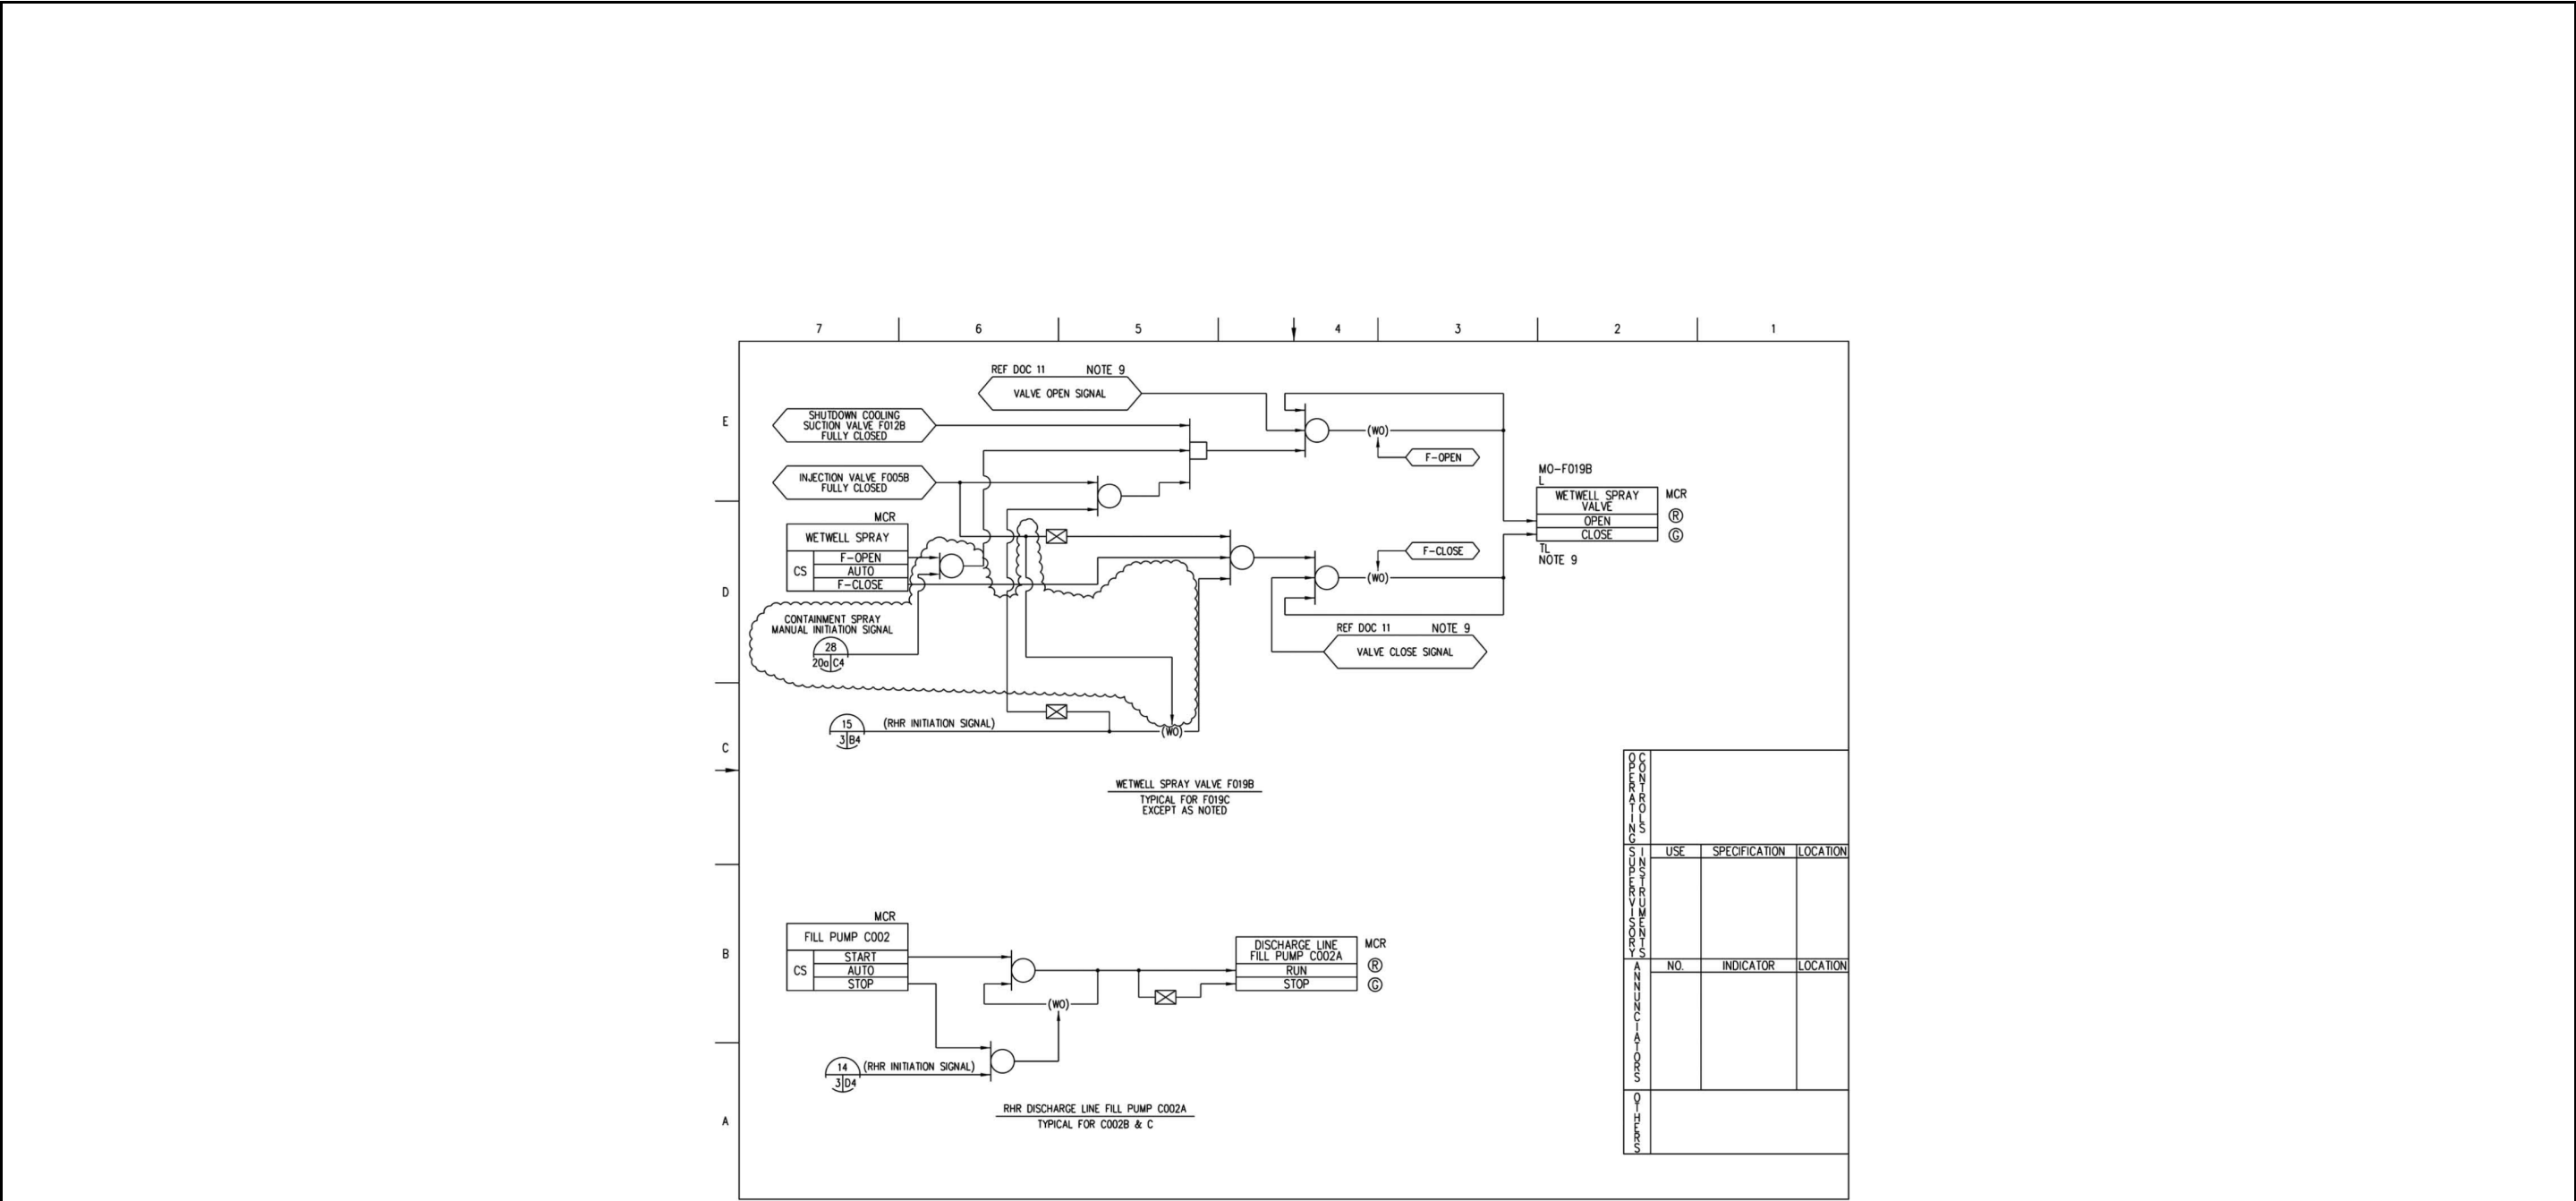 7 6 5 4 3 2 1
E
D
C
B
A
REF DOC 11 NOTE 9
VALVE OPEN SIGNAL
SHUTDOWN COOLING
SUCTION VALVE F012B
FULLY CLOSED
INJECTION VALVE F005B
FULLY CLOSED
(WO)
F-OPEN
MCR
WETWELL SPRAY
CS
F-OPEN
AUTO
F-CLOSE
MO-F019B
L
WETWELL SPRAY
VALVE
OPEN
CLOSE
MCR
R
G
TL
NOTE 9
F-CLOSE
(WO)
CONTAINMENT SPRAY
MANUAL INITIATION SIGNAL
28
20a C4
REF DOC 11 NOTE 9
VALVE CLOSE SIGNAL
15
3 B4
(RHR INITIATION SIGNAL)
(WO)
WETWELL SPRAY VALVE F019B
TYPICAL FOR F019C
EXCEPT AS NOTED
MCR
FILL PUMP C002
CS
START
AUTO
STOP
(WO)
DISCHARGE LINE
FILL PUMP C002A
RUN
STOP
MCR
R
G
14
3 D4
(RHR INITIATION SIGNAL)
RHR DISCHARGE LINE FILL PUMP C002A
TYPICAL FOR C002B & C
OPERATING
CONTROLS
SUPERVISORY
INSTRUMENTS
USE SPECIFICATION LOCATION
ANNUNCIATORS
NO. INDICATOR LOCATION
OTHERS